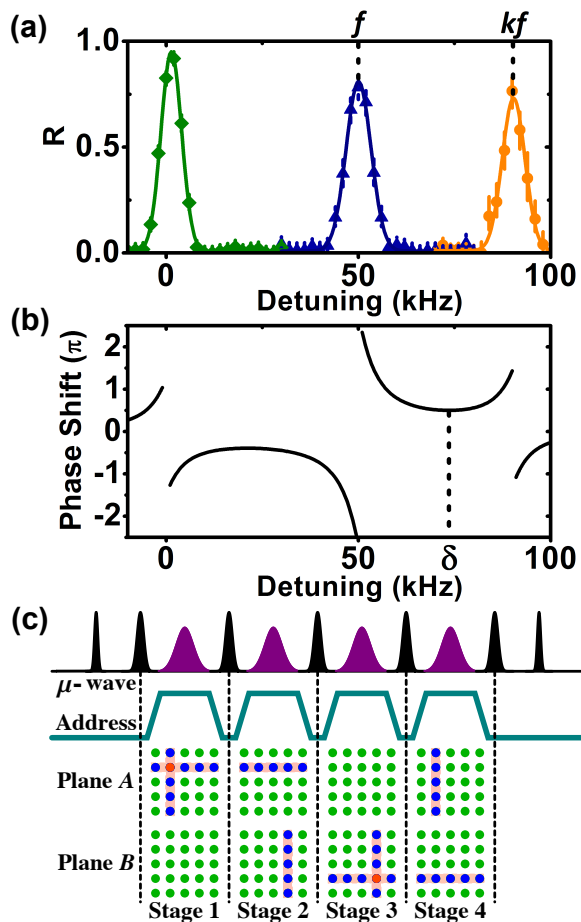 (a)
f
kf
1.0
0.5
0.0
R
0
50
100
Detuning (kHz)
(b)
2
1
0
-1
-2
Phase Shift (π)
0
50
δ
100
Detuning (kHz)
(c)
μ- wave
Address
Plane A
Plane B
Stage 1 Stage 2 Stage 3 Stage 4